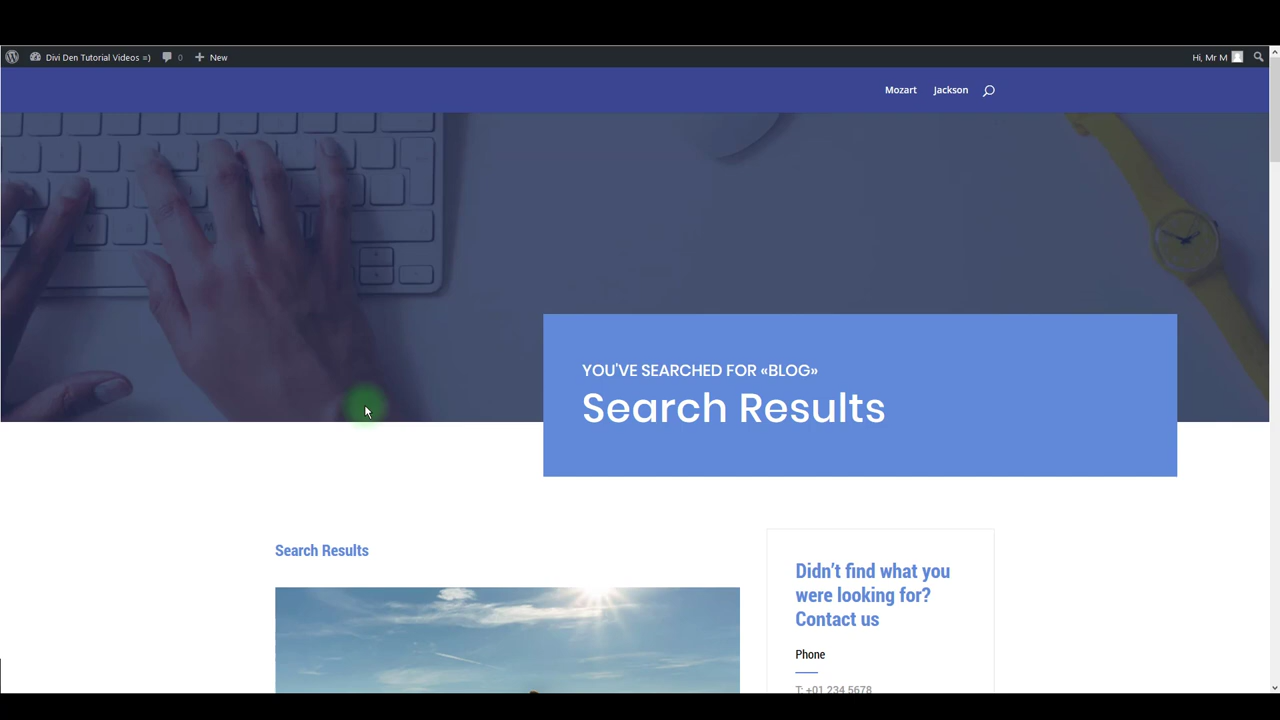 Divi Den Tutorial Videos =) 0 New Hi, Mr M
Mozart Jackson
YOU'VE SEARCHED FOR «BLOG»
Search Results
Search Results
Didn’t find what you
were looking for?
Contact us
Phone
T: +01 234 5678